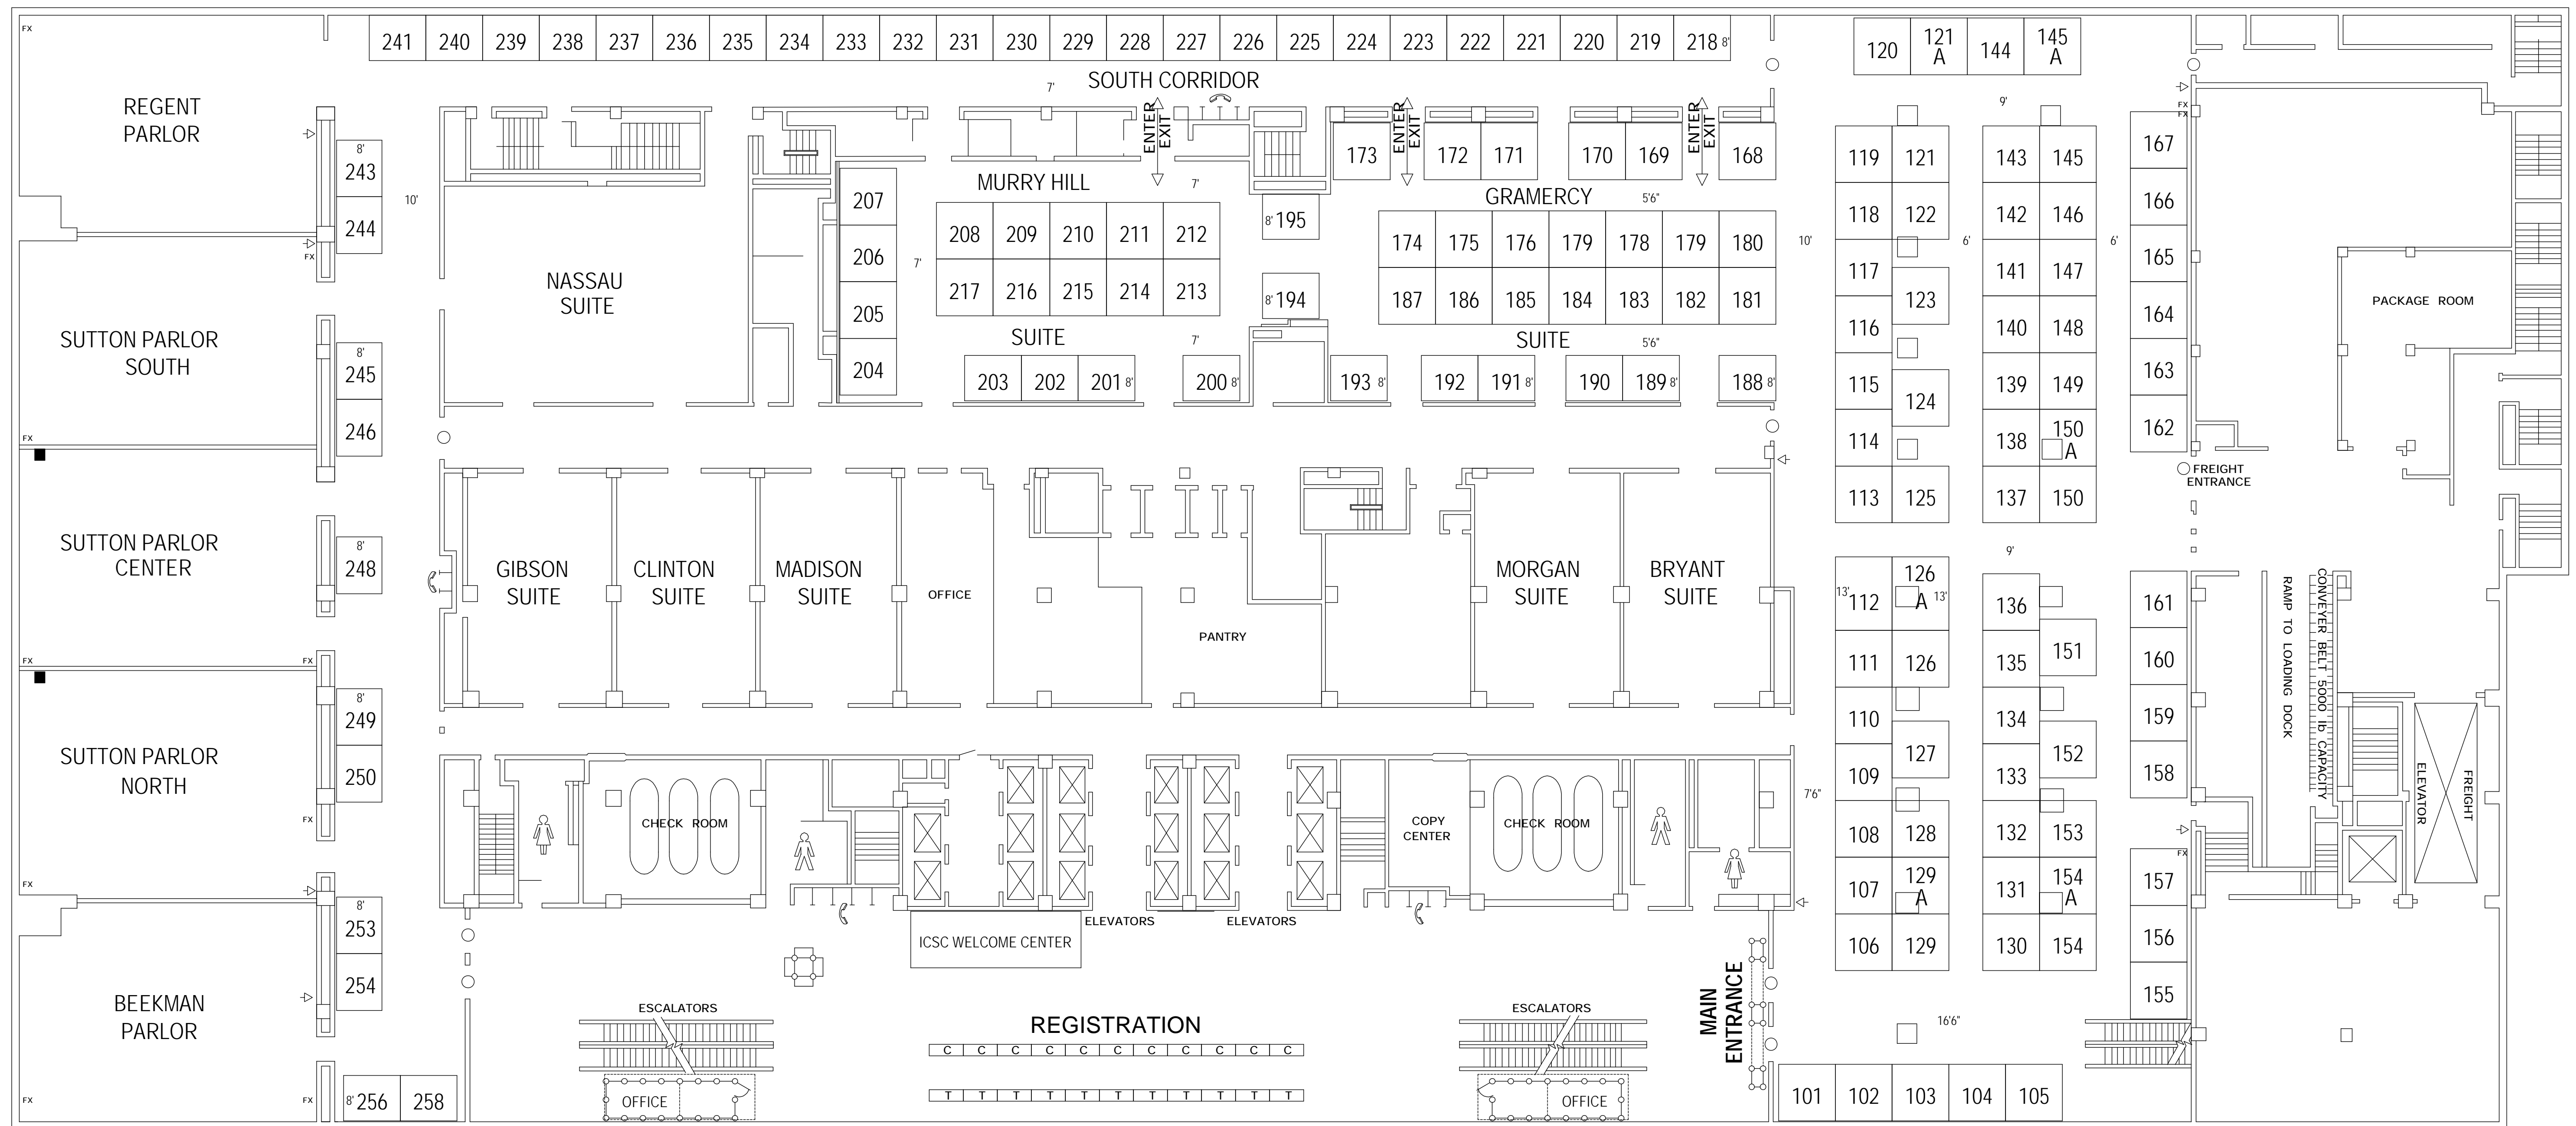 FX
241 240 239 238 237 236 235 234 233 232 231 230 229 228 227 226 225 224 223 222 221 220 219 218 8'
120 121 A 144 145 A
SOUTH CORRIDOR
7'
9'
REGENT
PARLOR
8'
243
244
10'
FX
SUTTON PARLOR
SOUTH
8'
245
246
FX
SUTTON PARLOR
CENTER
8'
248
FX
FX
SUTTON PARLOR
NORTH
8'
249
250
FX
FX
BEEKMAN
PARLOR
8'
253
254
FX
FX
8' 256 258
NASSAU
SUITE
207
206
205
204
7'
ENTER
EXIT
MURRY HILL
7'
208 209 210 211 212
217 216 215 214 213
SUITE
7'
203 202 201 8'
200 8'
8' 195
8' 194
173
ENTER
EXIT
172 171
170 169
ENTER
EXIT
168
GRAMERCY
5'6"
174 175 176 179 178 179 180
187 186 185 184 183 182 181
SUITE
5'6"
193 8'
192 191 8'
190 189 8'
188 8'
10'
GIBSON
SUITE
CLINTON
SUITE
MADISON
SUITE
OFFICE
PANTRY
MORGAN
SUITE
BRYANT
SUITE
CHECK ROOM
COPY
CENTER
CHECK ROOM
ELEVATORS
ELEVATORS
ICSC WELCOME CENTER
ESCALATORS
REGISTRATION
C C C C C C C C C C C
T T T T T T T T T T T
OFFICE
ESCALATORS
OFFICE
MAIN
ENTRANCE
119 121
118 122
117
123
116
115
124
114
113 125
6'
143 145
142 146
141 147
140 148
139 149
138 150 A
137 150
6'
FX
FX
167
166
165
164
163
162
FREIGHT
ENTRANCE
PACKAGE ROOM
9'
13' 112 126 A 13'
111 126
110
127
109
108 128
107 129 A
106 129
7'6"
136
151
135
134
152
133
132 153
131 154 A
130 154
161
160
159
158
FX
157
156
155
16'6"
101 102 103 104 105
RAMP TO LOADING DOCK
CONVEYER BELT 5000 lb CAPACITY
FREIGHT
ELEVATOR